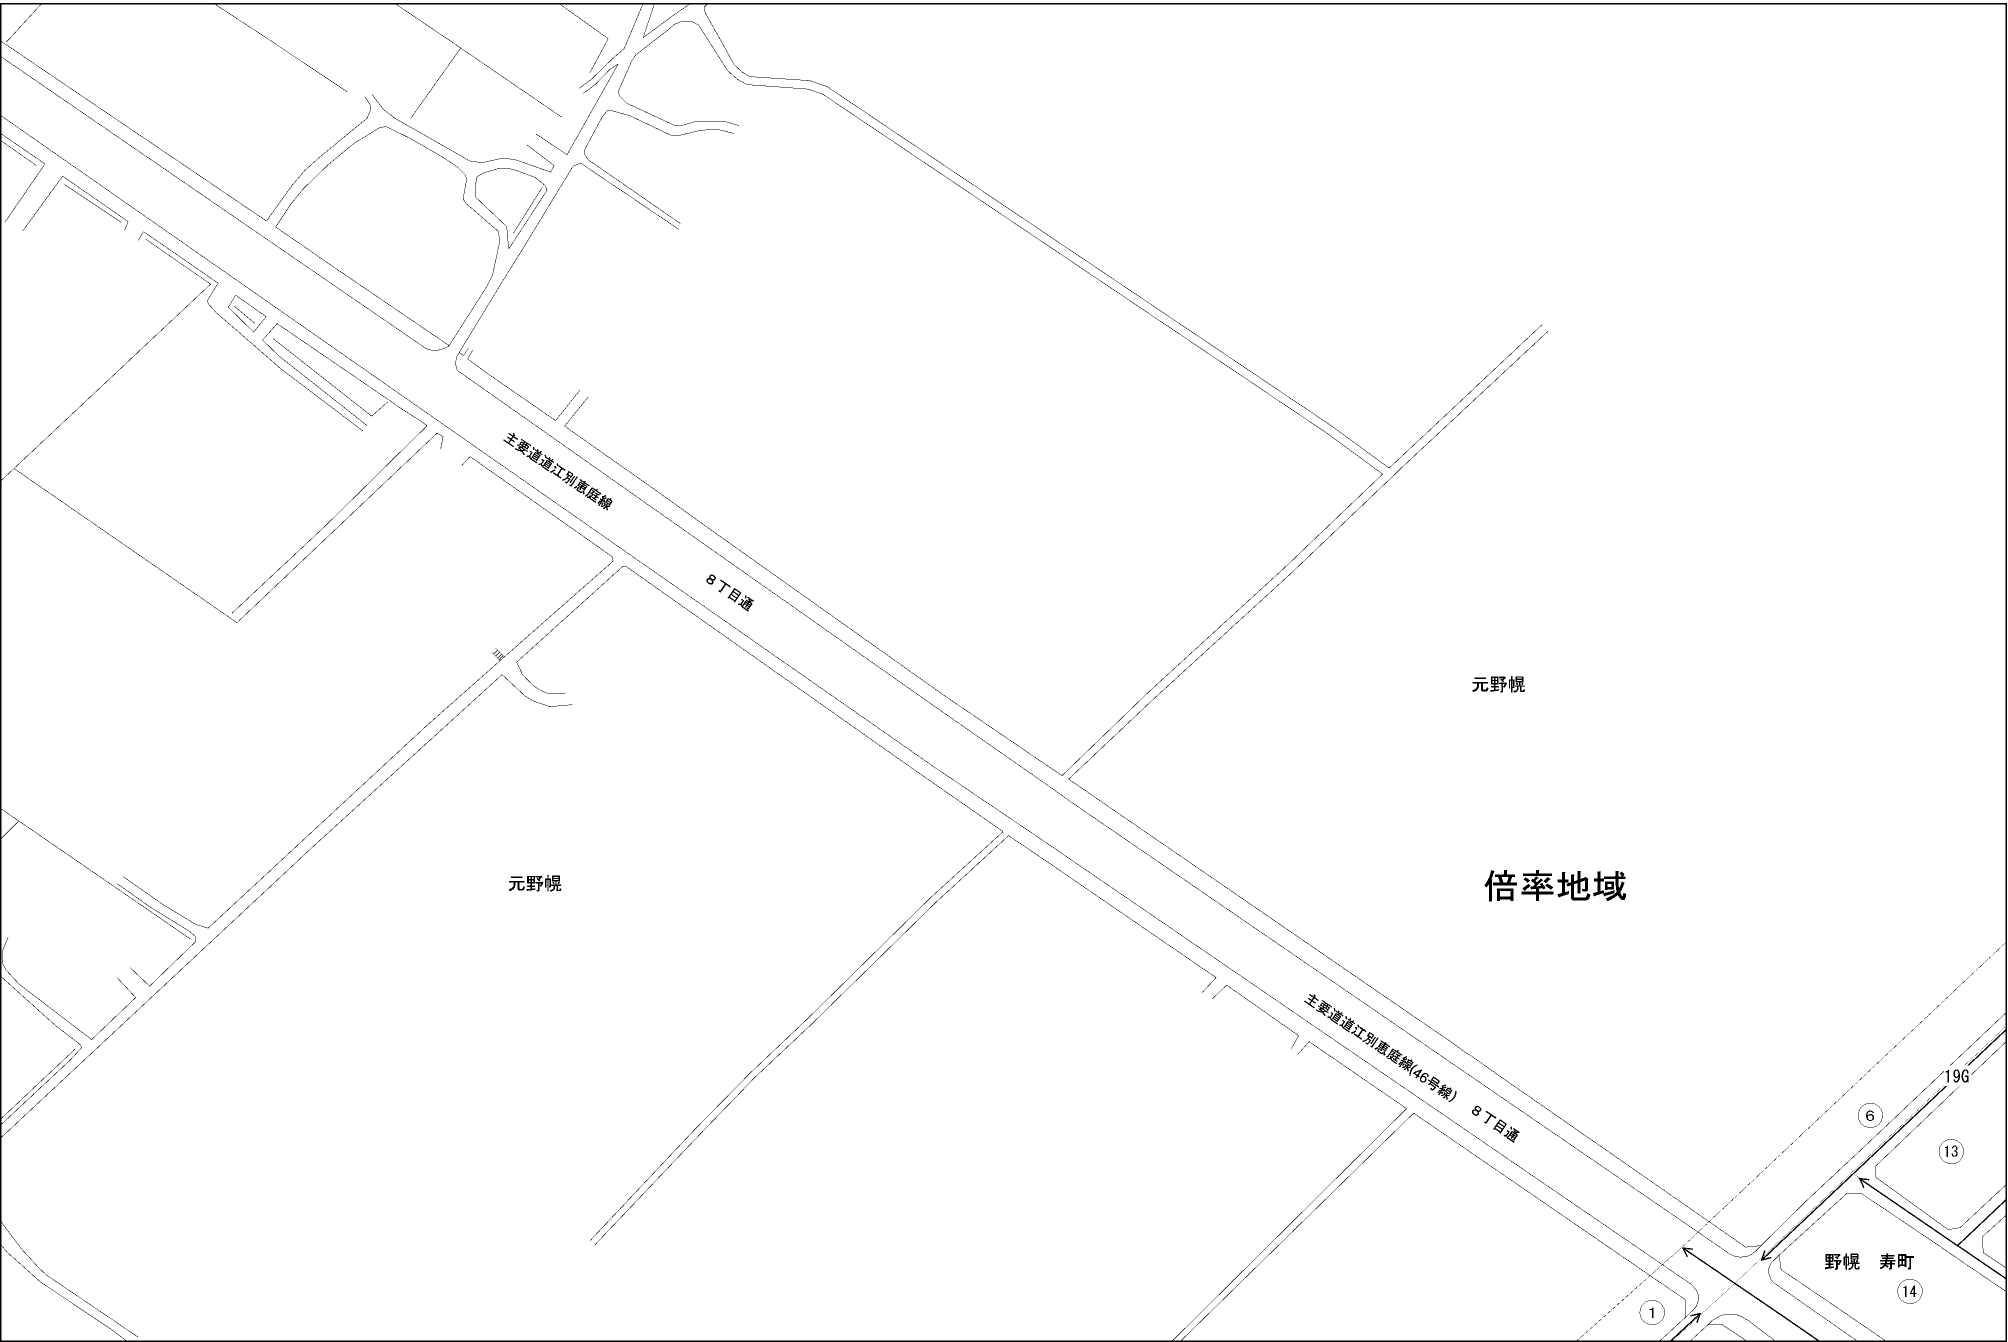 主要道道江別恵庭線
8丁目通
元野幌
元野幌
倍率地域
主要道道江別恵庭線(46号線)　8丁目通
19G
6
13
野幌　寿町
14
1